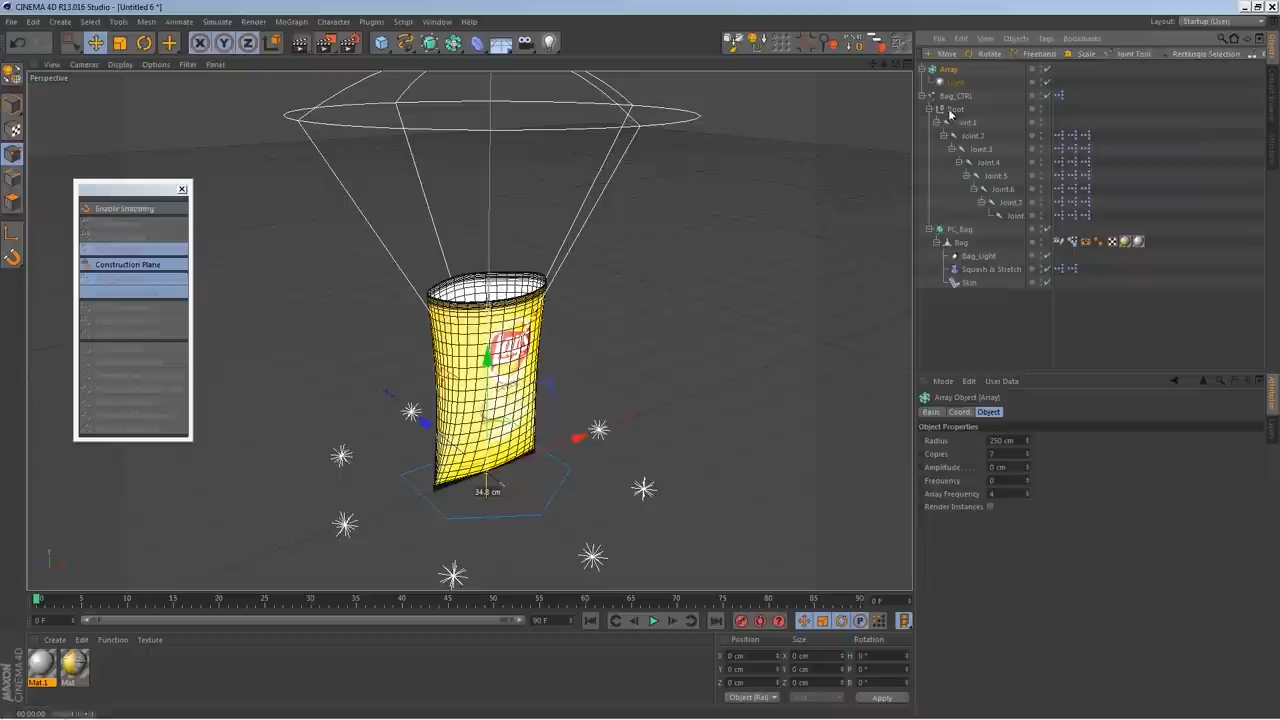 CINEMA 4D R13.016 Studio - [Untitled 6 *]
File Edit Create Select Tools Mesh Animate Simulate Render MoGraph Character Plugins Script Window Help
Layout: Startup (User)
View Cameras Display Options Filter Panel
Perspective
File Edit View Objects Tags Bookmarks
Move Rotate Freehand Scale Joint Tool Rectangle Selection
Array
Light
Bag_CTRL
Root
Joint.2
Joint.3
Joint.4
Joint.5
Joint.6
Joint.7
Joint.
FC_Bag
Bag
Bag_Light
Squash & Stretch
Skin
Enable Snapping
Construction Plane
34.8 cm
Mode Edit User Data
Array Object [Array]
Basic Coord. Object
Object Properties
Radius 250 cm
Copies 7
Amplitude 0 cm
Frequency 0
Array Frequency 4
Render Instances
Objects
Attributes
0 5 10 15 20 25 30 35 40 45 50 55 60 65 70 75 80 85 90 0 F
0 F 0 F 90 F 90 F
Create Edit Function Texture
Mat.1 Mat
Position Size Rotation
X 0 cm X 0 cm H 0 °
Y 0 cm Y 0 cm P 0 °
Z 0 cm Z 0 cm B 0 °
Object (Rel) Size Apply
MAXON CINEMA 4D
00:00:00